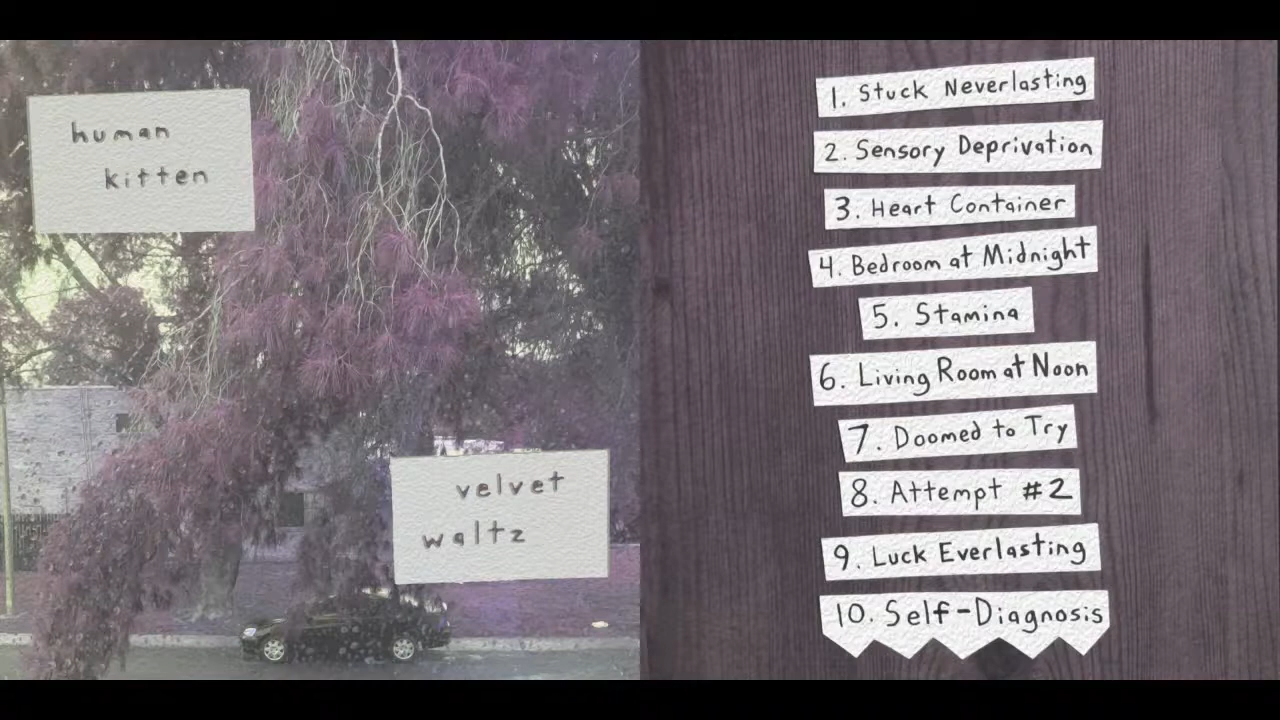 human
kitten
velvet
waltz
1. Stuck Neverlasting
2. Sensory Deprivation
3. Heart Container
4. Bedroom at Midnight
5. Stamina
6. Living Room at Noon
7. Doomed to Try
8. Attempt #2
9. Luck Everlasting
10. Self-Diagnosis